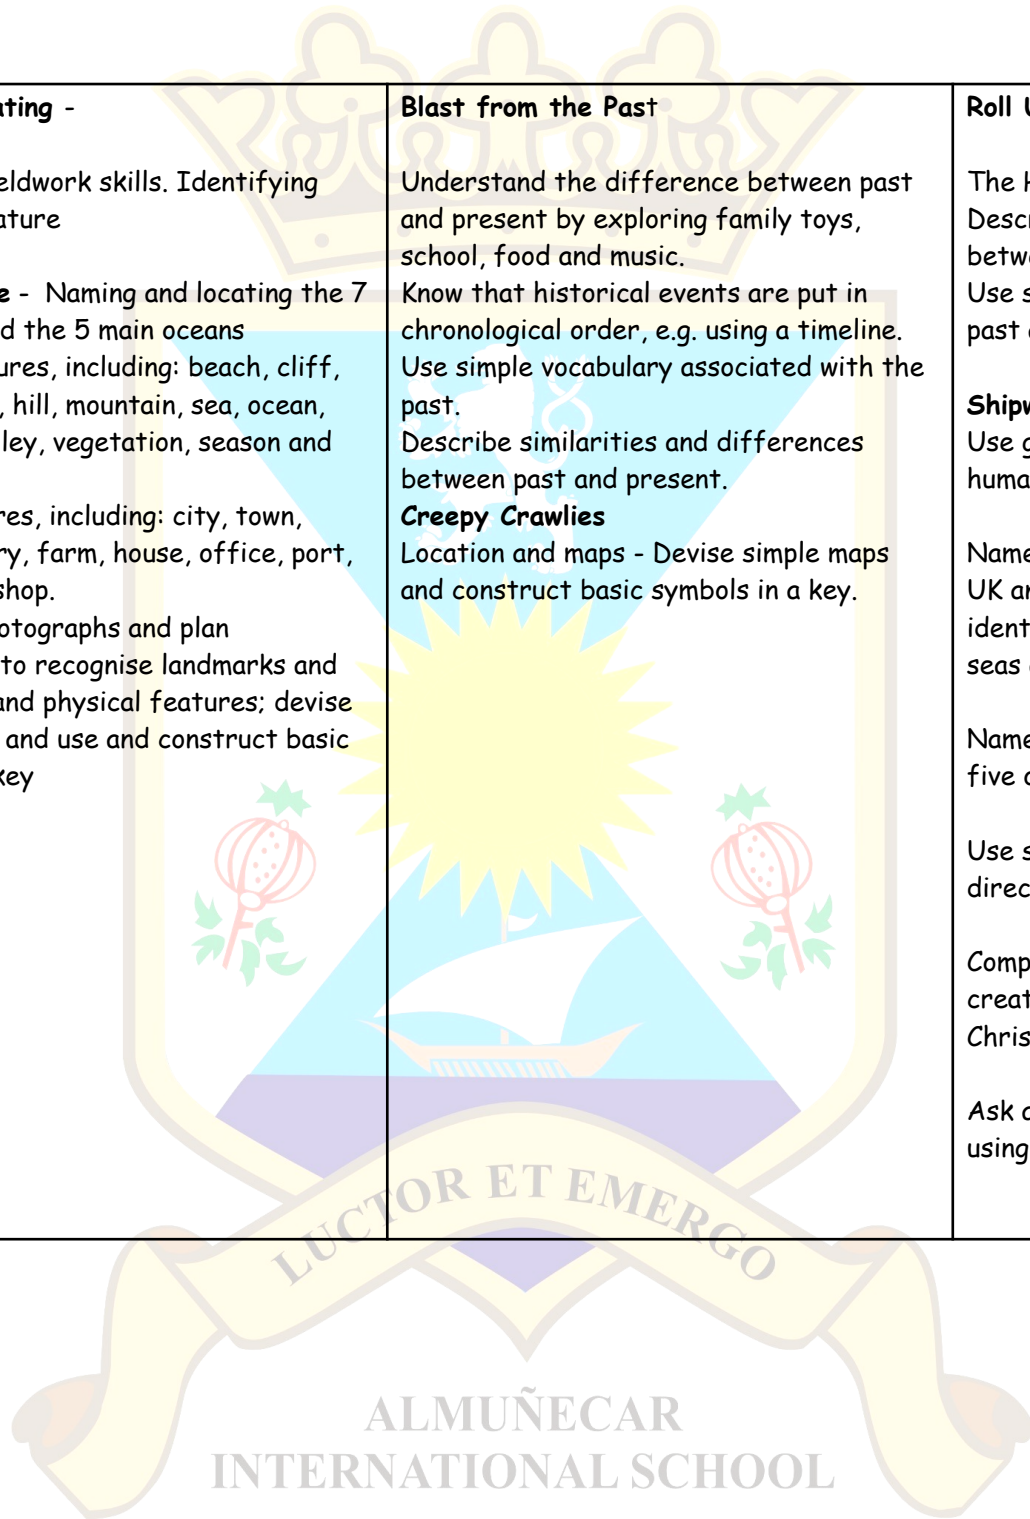 ating -
eldwork skills. Identifying
ature
e - Naming and locating the 7
d the 5 main oceans
ures, including: beach, cliff,
, hill, mountain, sea, ocean,
ley, vegetation, season and
res, including: city, town,
ry, farm, house, office, port,
shop.
otographs and plan
to recognise landmarks and
and physical features; devise
and use and construct basic
key
Blast from the Past
Understand the difference between past
and present by exploring family toys,
school, food and music.
Know that historical events are put in
chronological order, e.g. using a timeline.
Use simple vocabulary associated with the
past.
Describe similarities and differences
between past and present.
Creepy Crawlies
Location and maps - Devise simple maps
and construct basic symbols in a key.
Roll
The
Descr
betwe
Use s
past
Shipw
Use g
huma
Name
UK an
ident
seas
Name
five
Use s
direc
Comp
creat
Chris
Ask
using
LUCTOR ET EMERGO
ALMUÑECAR
INTERNATIONAL SCHOOL